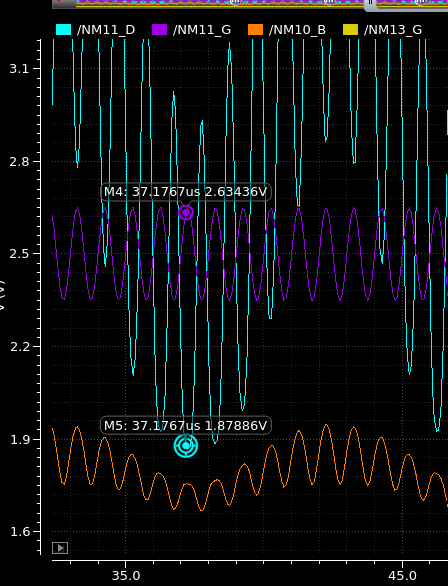 /NM11_D /NM11_G /NM10_B /NM13_G
3.1
2.8
M4: 37.1767us 2.63436V
2.5
V (V)
2.2
M5: 37.1767us 1.87886V
1.9
1.6
35.0 45.0